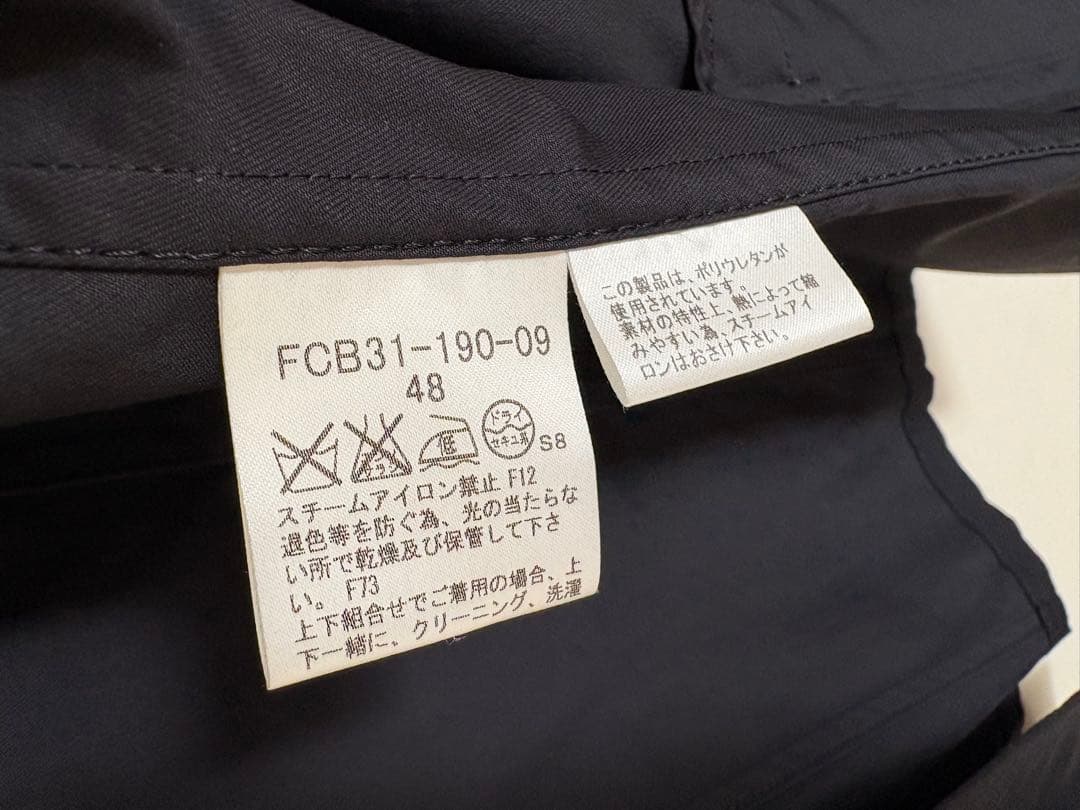 FCB31-190-09
48
低
ドライ
セキユ系
S8
スチームアイロン禁止 F12
退色等を防ぐ為、光の当たらな
い所で乾燥及び保管して下さ
い。 F73
上下組合せでご着用の場合、上
下一緒に、クリーニング、洗濯
この製品は、ポリウレタンが
使用されています。
素材の特性上、熱によって縮
みやすい為、スチームアイ
ロンはおさけ下さい。